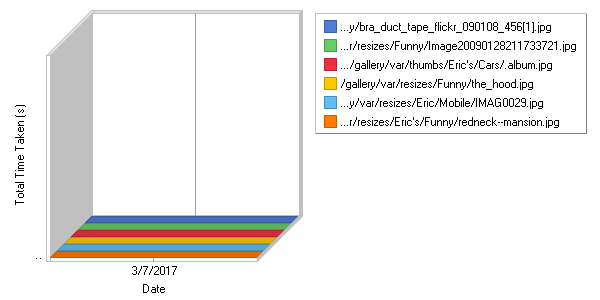 ...y/bra_duct_tape_flickr_090108_456[1].jpg
...r/resizes/Funny/Image20090128211733721.jpg
.../gallery/var/thumbs/Eric's/Cars/.album.jpg
/gallery/var/resizes/Funny/the_hood.jpg
...y/var/resizes/Eric/Mobile/IMAG0029.jpg
...r/resizes/Eric's/Funny/redneck--mansion.jpg
Total Time Taken (s)
..
3/7/2017
Date